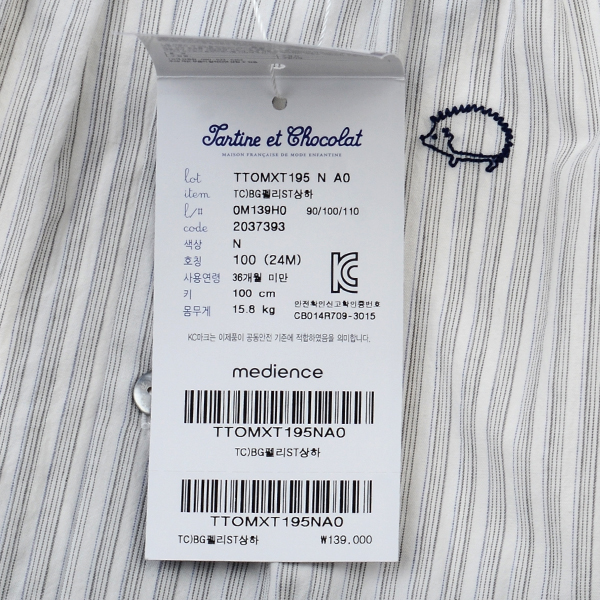 Tartine et Chocolat
MAISON FRANÇAISE DE MODE ENFANTINE
lot TTOMXT195 N A0
item TC)BG펠리ST상하
l/# 0M139H0 90/100/110
code 2037393
색상 N
호칭 100 (24M)
사용연령 36개월 미만
키 100 cm
몸무게 15.8 kg
안전확인신고확인증번호
CB014R709-3015
KC마크는 이제품이 공동안전 기준에 적합하였음을 의미합니다.
medience
TTOMXT195NA0
TC)BG펠리ST상하
TTOMXT195NA0
TC)BG펠리ST상하 ₩139,000